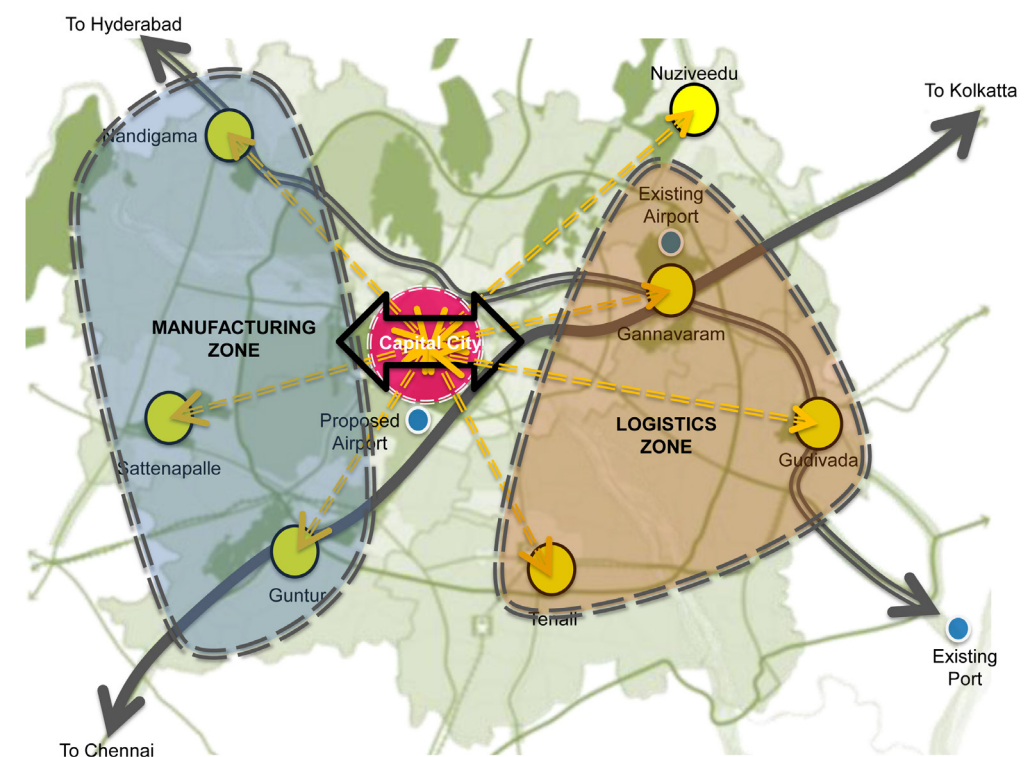 To Hyderabad
Nuziveedu
To Kolkatta
Nandigama
Existing
Airport
MANUFACTURING
ZONE
Capital City
Gannavaram
Proposed
Airport
LOGISTICS
ZONE
Sattenapalle
Gudivada
Guntur
Tenali
Existing
Port
To Chennai